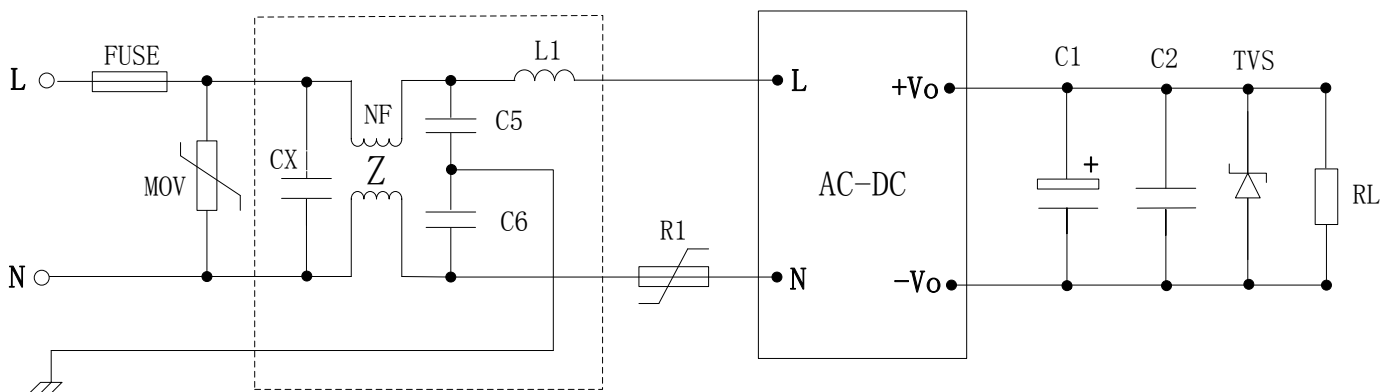 FUSE
L1
C1
C2
TVS
L
L
+Vo
NF
C5
CX
Z
+
MOV
AC-DC
RL
C6
R1
N
N
-Vo